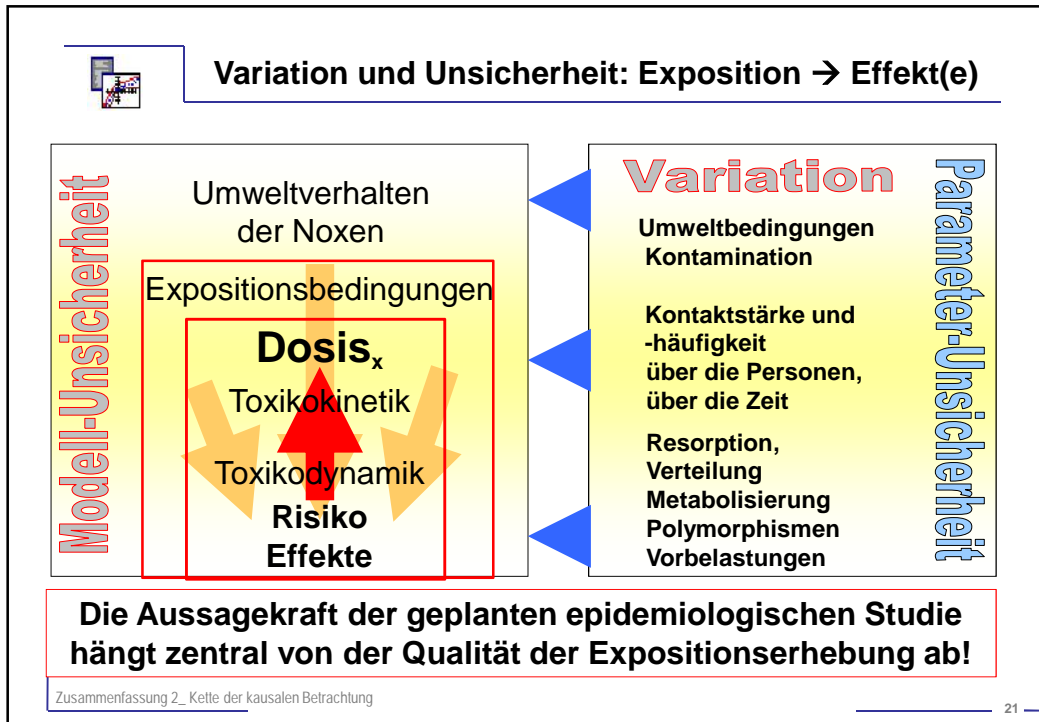 Variation und Unsicherheit: Exposition → Effekt(e)
Modell-Unsicherheit
Umweltverhalten
der Noxen
Expositionsbedingungen
Dosisx
Toxikokinetik
Toxikodynamik
Risiko
Effekte
Variation
Umweltbedingungen
Kontamination
Kontaktstärke und
-häufigkeit
über die Personen,
über die Zeit
Resorption,
Verteilung
Metabolisierung
Polymorphismen
Vorbelastungen
Parameter-Unsicherheit
Die Aussagekraft der geplanten epidemiologischen Studie
hängt zentral von der Qualität der Expositionserhebung ab!
Zusammenfassung 2_ Kette der kausalen Betrachtung
21